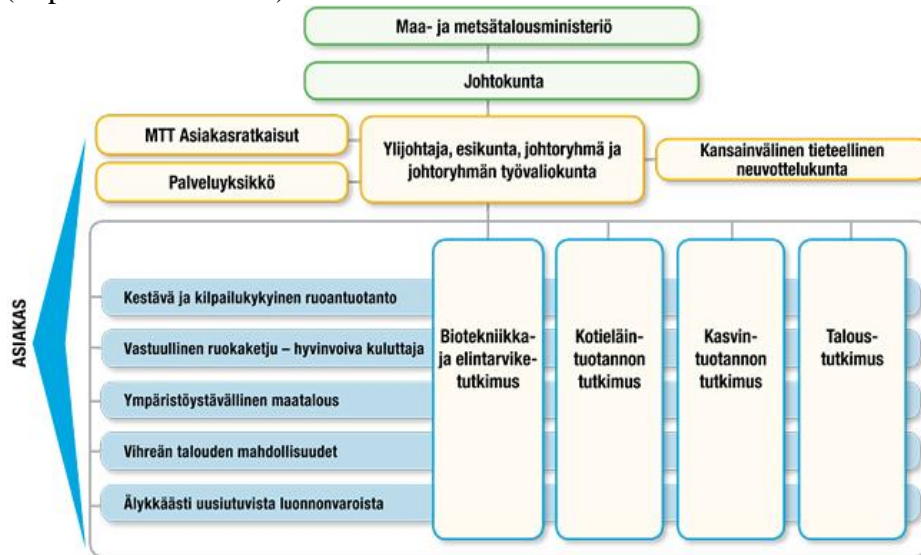 Maa- ja metsätalousministeriö
Johtokunta
MTT Asiakasratkaisut
Palveluyksikkö
Ylijohtaja, esikunta, johtoryhmä ja
johtoryhmän työvaliokunta
Kansainvälinen tieteellinen
neuvottelukunta
ASIAKAS
Kestävä ja kilpailukykyinen ruoantuotanto
Vastuullinen ruokaketju – hyvinvoiva kuluttaja
Ympäristöystävällinen maatalous
Vihreän talouden mahdollisuudet
Älykkäästi uusiutuvista luonnonvaroista
Biotekniikka-
ja elintarvike-
tutkimus
Kotieläin-
tuotannon
tutkimus
Kasvin-
tuotannon
tutkimus
Talous-
tutkimus